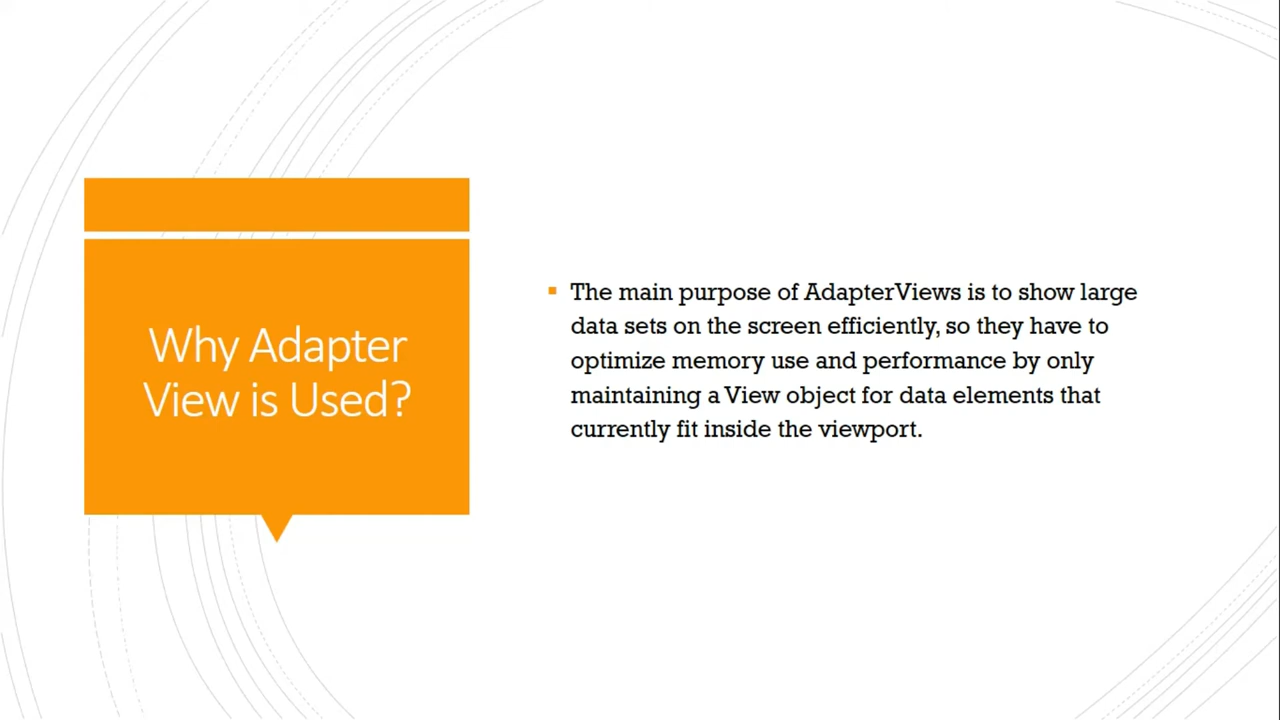 Why Adapter
View is Used?
The main purpose of AdapterViews is to show large
data sets on the screen efficiently, so they have to
optimize memory use and performance by only
maintaining a View object for data elements that
currently fit inside the viewport.